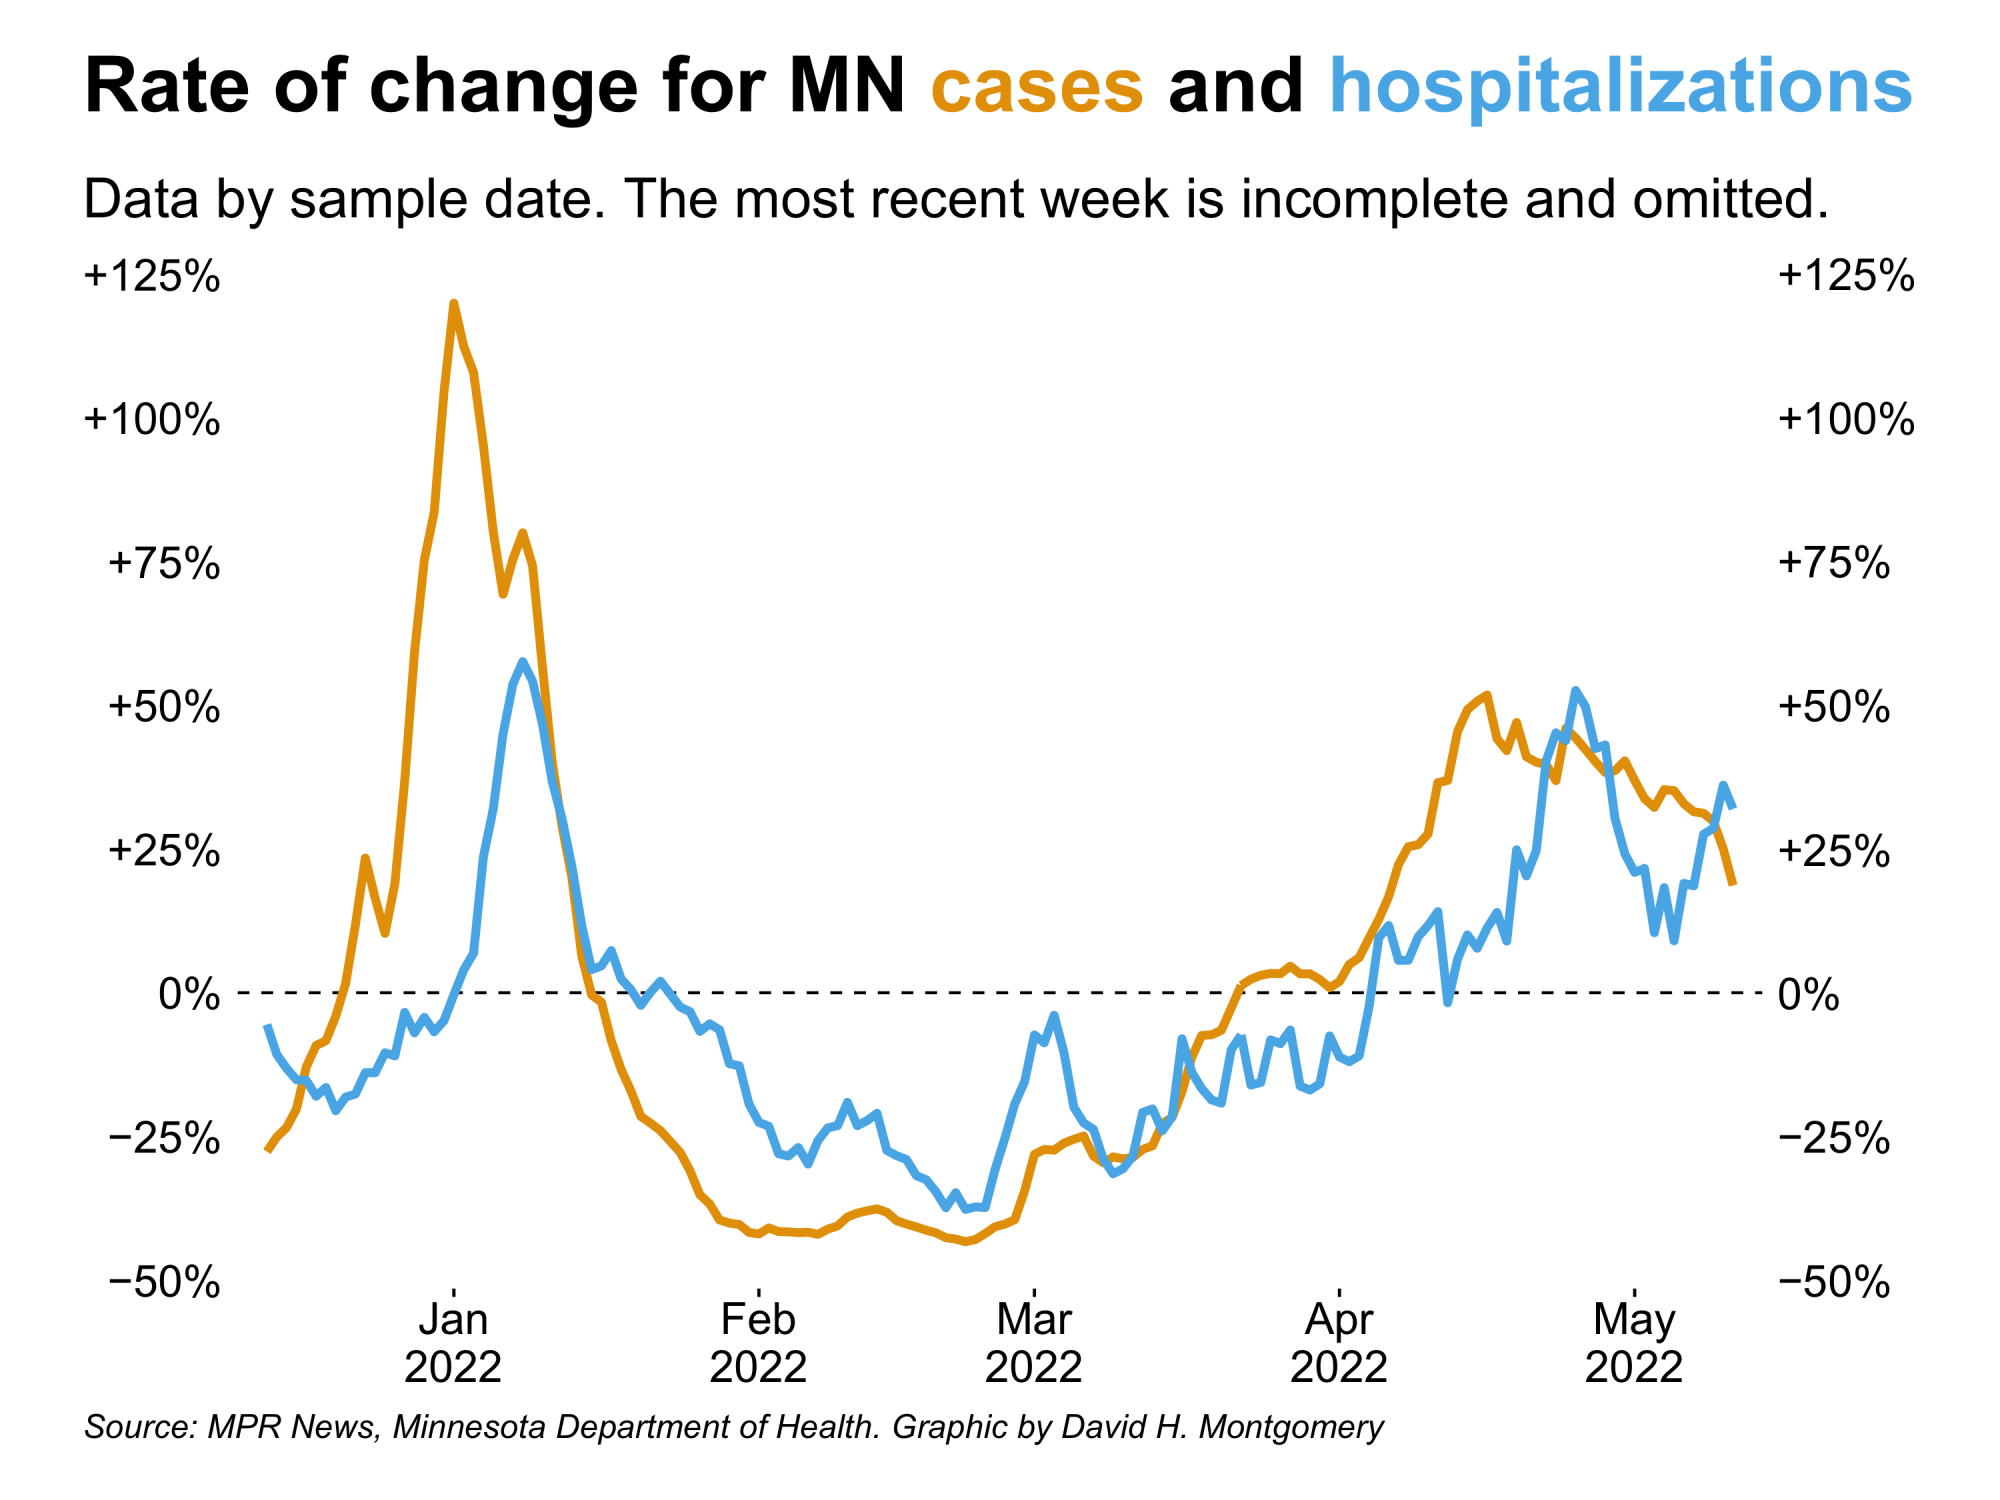 Rate of change for MN cases and hospitalizations
Data by sample date. The most recent week is incomplete and omitted.
+125% +125%
+100% +100%
+75% +75%
+50% +50%
+25% +25%
0% 0%
−25% −25%
−50% −50%
Jan Feb Mar Apr May
2022 2022 2022 2022 2022
Source: MPR News, Minnesota Department of Health. Graphic by David H. Montgomery